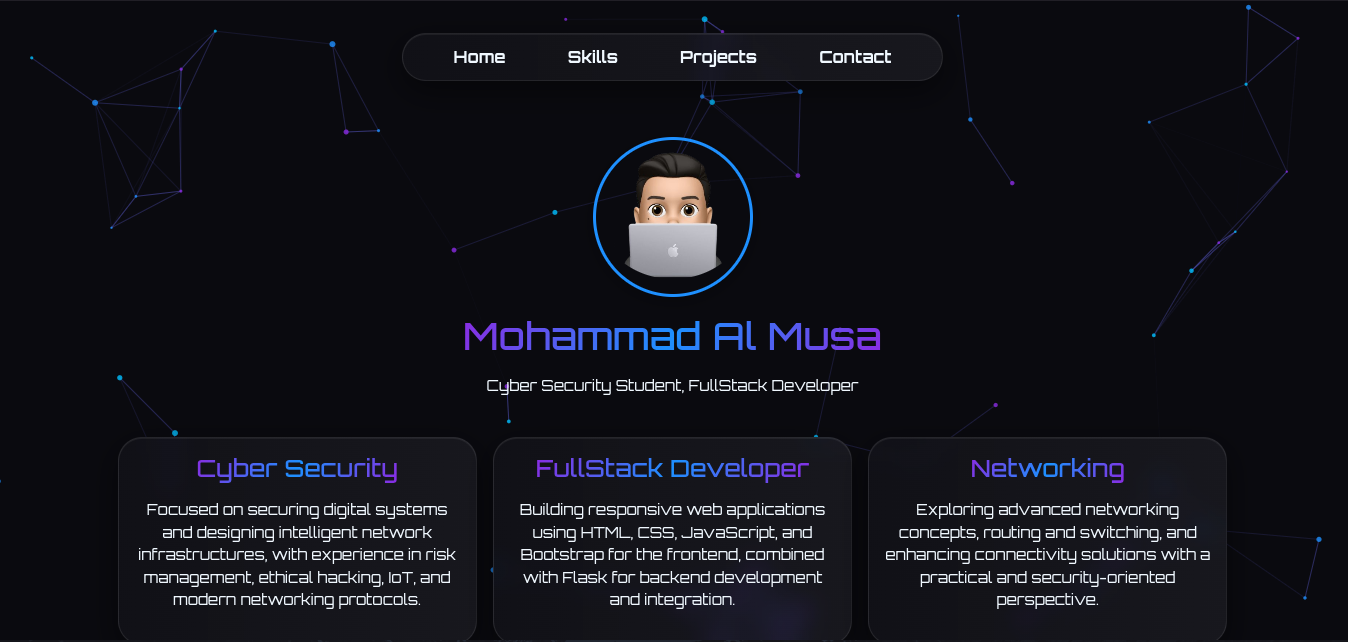 Home Skills Projects Contact
Mohammad Al Musa
Cyber Security Student, FullStack Developer
Cyber Security
Focused on securing digital systems
and designing intelligent network
infrastructures, with experience in risk
management, ethical hacking, IoT, and
modern networking protocols.
FullStack Developer
Building responsive web applications
using HTML, CSS, JavaScript, and
Bootstrap for the frontend, combined
with Flask for backend development
and integration.
Networking
Exploring advanced networking
concepts, routing and switching, and
enhancing connectivity solutions with a
practical and security-oriented
perspective.